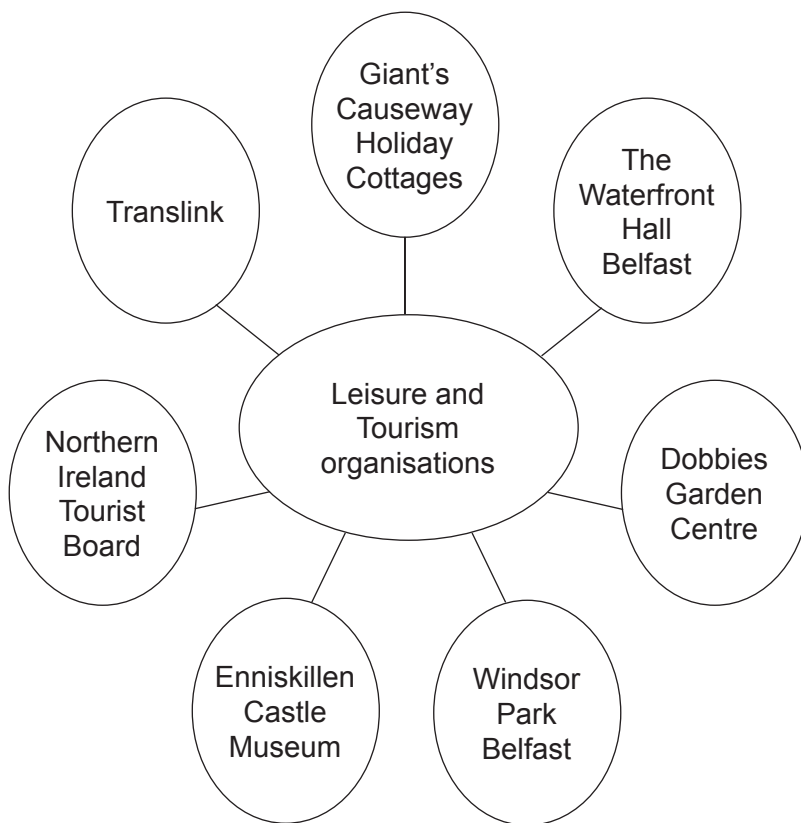 Giant’s
Causeway
Holiday
Cottages
Translink
The
Waterfront
Hall
Belfast
Leisure and
Tourism
organisations
Northern
Ireland
Tourist
Board
Dobbies
Garden
Centre
Enniskillen
Castle
Museum
Windsor
Park
Belfast